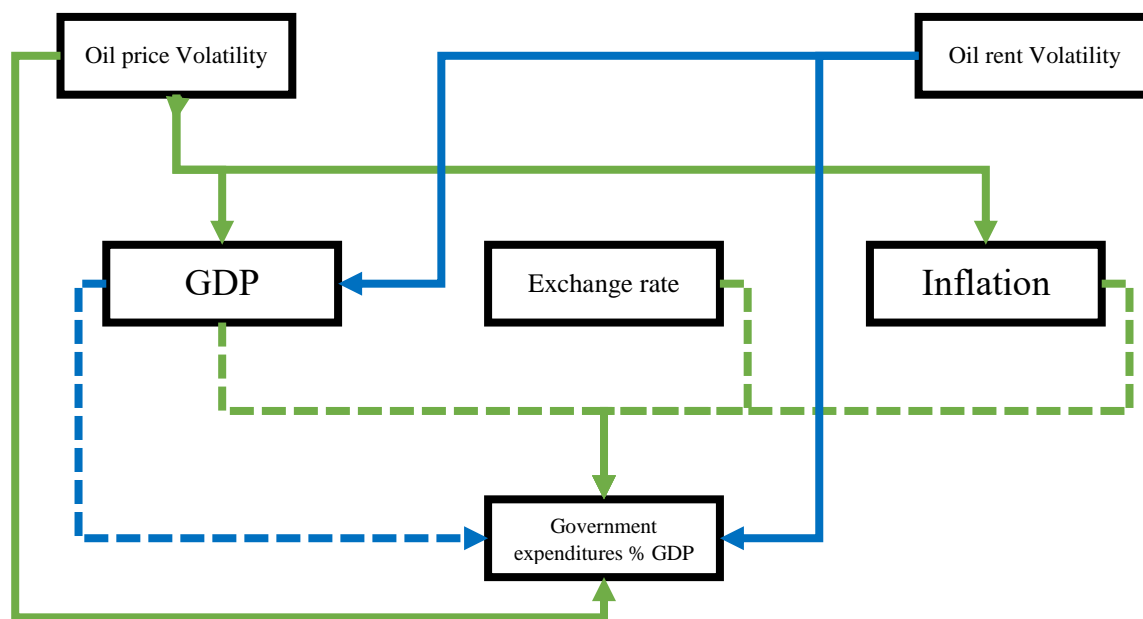 Oil price Volatility
Oil rent Volatility
GDP
Exchange rate
Inflation
Government
expenditures % GDP